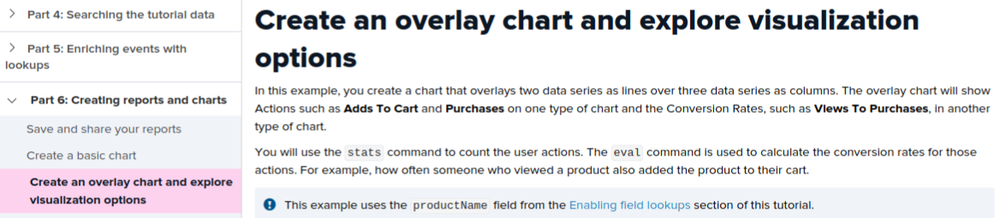 Part 4: Searching the tutorial data
Part 5: Enriching events with
lookups
Part 6: Creating reports and charts
Save and share your reports
Create a basic chart
Create an overlay chart and explore
visualization options
Create an overlay chart and explore visualization
options
In this example, you create a chart that overlays two data series as lines over three data series as columns. The overlay chart will show
Actions such as Adds To Cart and Purchases on one type of chart and the Conversion Rates, such as Views To Purchases, in another
type of chart.
You will use the stats command to count the user actions. The eval command is used to calculate the conversion rates for those
actions. For example, how often someone who viewed a product also added the product to their cart.
This example uses the productName field from the Enabling field lookups section of this tutorial.